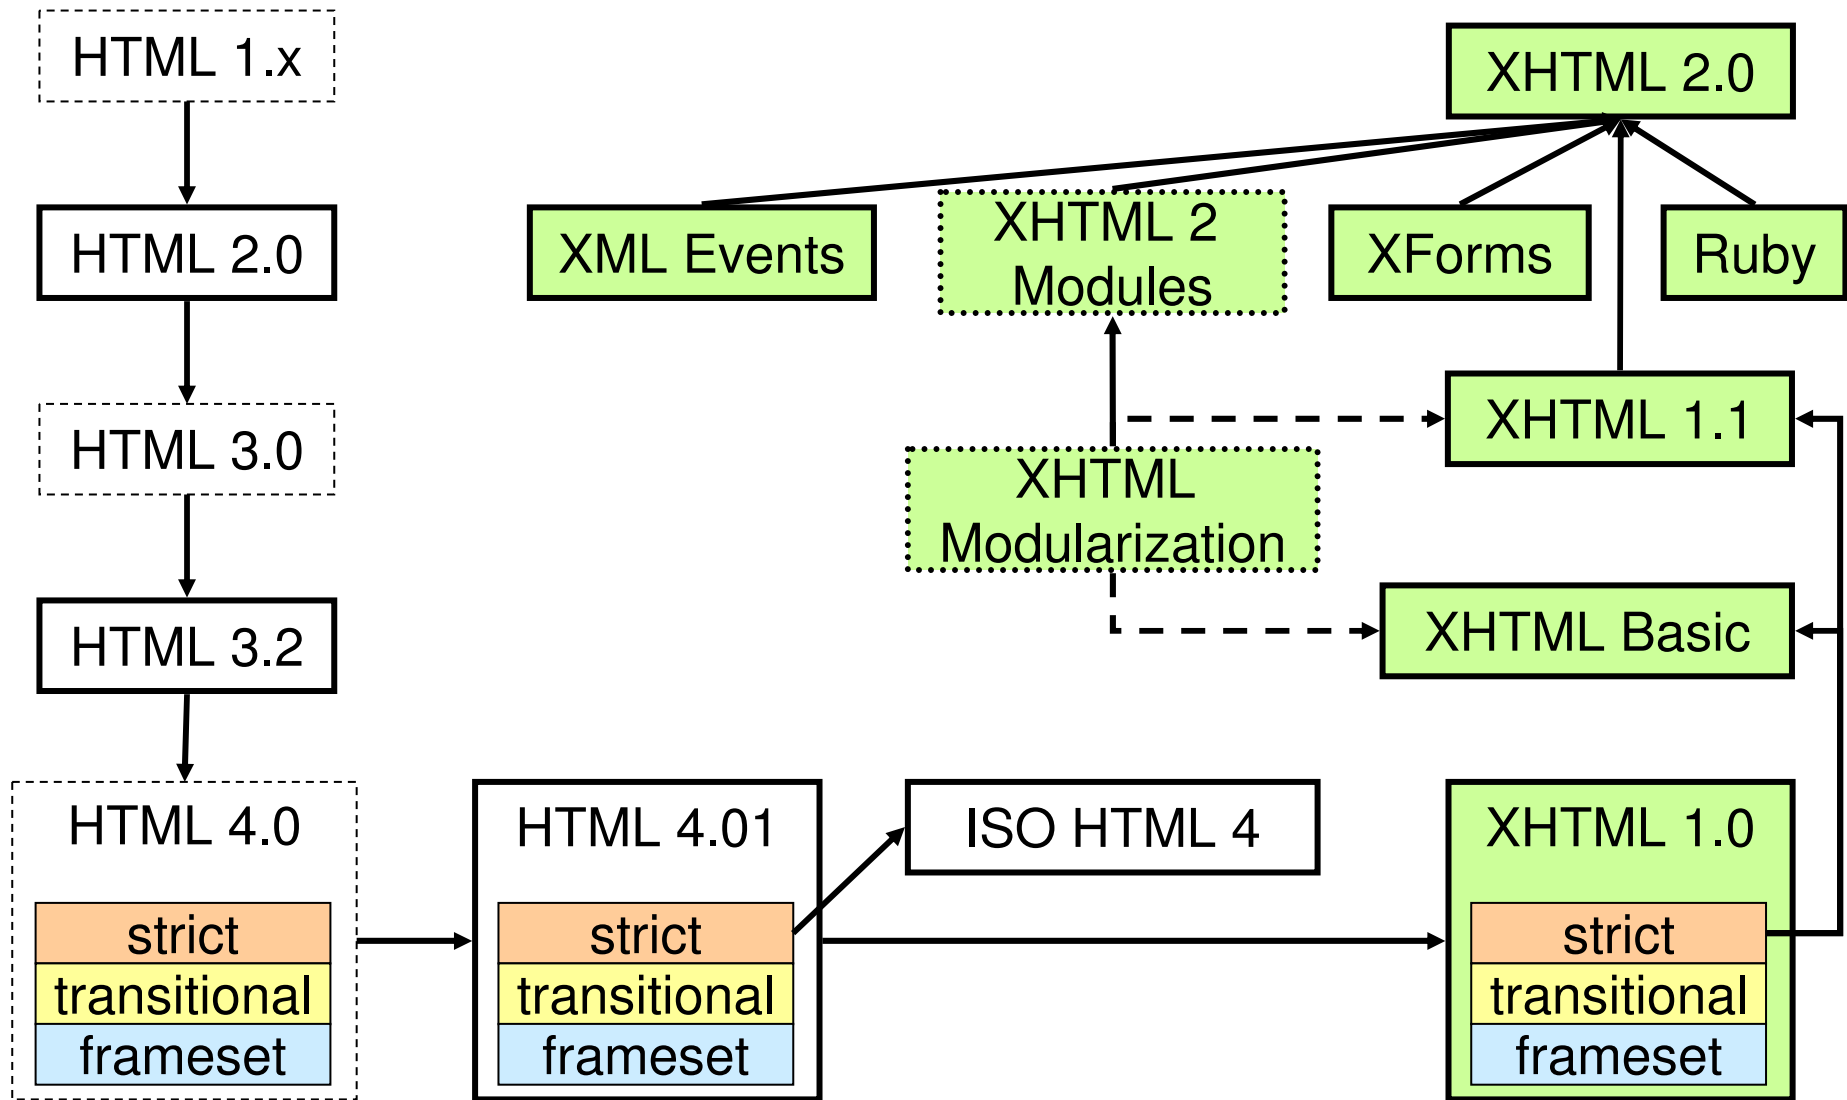 HTML 1.x
XHTML 2.0
HTML 2.0
XML Events
XHTML 2
Modules
XForms
Ruby
HTML 3.0
XHTML 1.1
XHTML
Modularization
HTML 3.2
XHTML Basic
HTML 4.0
strict
transitional
frameset
HTML 4.01
strict
transitional
frameset
ISO HTML 4
XHTML 1.0
strict
transitional
frameset